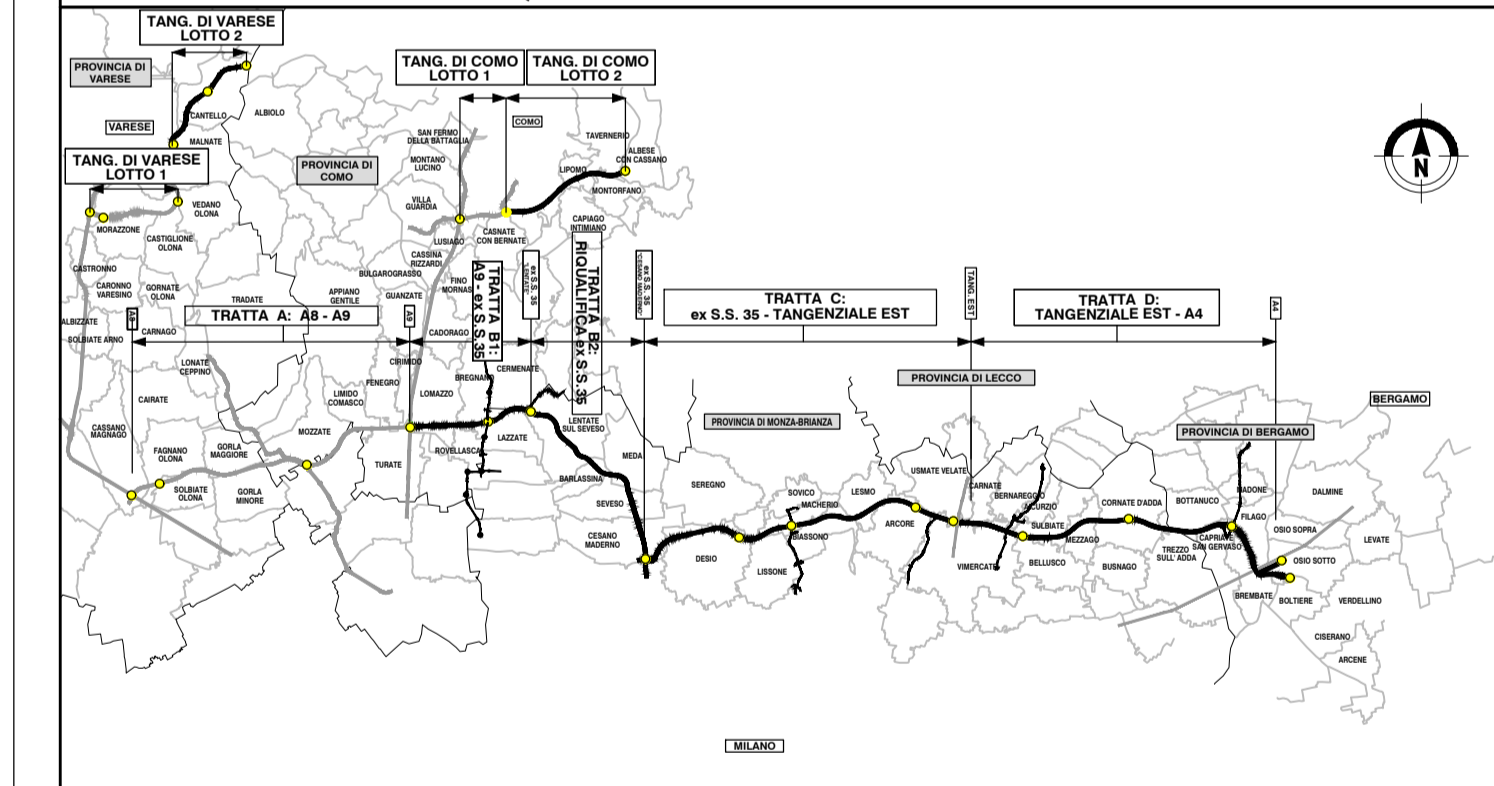 TANG. DI VARESE
LOTTO 2
PROVINCIA DI
VARESE
CANTELLO
ALBIOLO
VARESE
MALNATE
TANG. DI VARESE
LOTTO 1
VEDANO
OLONA
MORAZZONE
CASTIGLIONE
OLONA
PROVINCIA DI
COMO
TANG. DI COMO
LOTTO 1
TANG. DI COMO
LOTTO 2
COMO
SAN FERMO
DELLA BATTAGLIA
MONTANO
LUCINO
VILLA
GUARDIA
TAVERNERIO
ALBESE
CON CASSANO
LIPOMO
MONTORFANO
CAPIAGO
INTIMIANO
LUSIAGO
CASNATE
CON BERNATE
CASSINA
RIZZARDI
BULGAROGRASSO
FINO
MORNAS
N
CASTRONNO
CARONNO
VARESINO
GORNATE
OLONA
TRADATE
APPIANO
GENTILE
GUANZATE
CADORAGO
ALBIZZATE
SOLBIATE ARNO
CARNAGO
A8
TRATTA A: A8 - A9
A9
TRATTA B1:
A9 - ex S.S.35
ex S.S. 35
"LENTATE"
TRATTA B2:
RIQUALIFICA ex S.S.35
ex S.S. 35
"CESANO MADERNO"
TRATTA C:
ex S.S. 35 - TANGENZIALE EST
TANG. EST
TRATTA D:
TANGENZIALE EST - A4
A4
LONATE
CEPPINO
CIRIMIDO
FENEGRO
LIMIDO
COMASCO
LOMAZZO
BREGNANO
CERMENATE
CAIRATE
CASSANO
MAGNAGO
FAGNANO
OLONA
GORLA
MAGGIORE
MOZZATE
TURATE
ROVELLASCA
LAZZATE
LENTATE
SUL SEVESO
SOLBIATE
OLONA
GORLA
MINORE
BARLASSINA
MEDA
SEVESO
CESANO
MADERNO
PROVINCIA DI LECCO
PROVINCIA DI MONZA-BRIANZA
PROVINCIA DI BERGAMO
BERGAMO
SEREGNO
SOVICO
MACHERIO
LESMO
USMATE VELATE
CARNATE
BERNAREGGIO
AICURZIO
CORNATE D'ADDA
BOTTANUCO
MADONE
DALMINE
FILAGO
ARCORE
BIASSONO
DESIO
LISSONE
SULBIATE
MEZZAGO
VIMERCATE
BELLUSCO
BUSNAGO
TREZZO
SULL' ADDA
CAPRIATE
SAN GERVASO
OSIO SOPRA
LEVATE
OSIO SOTTO
BREMBATE
BOLTIERE
VERDELLINO
CISERANO
ARCENE
MILANO